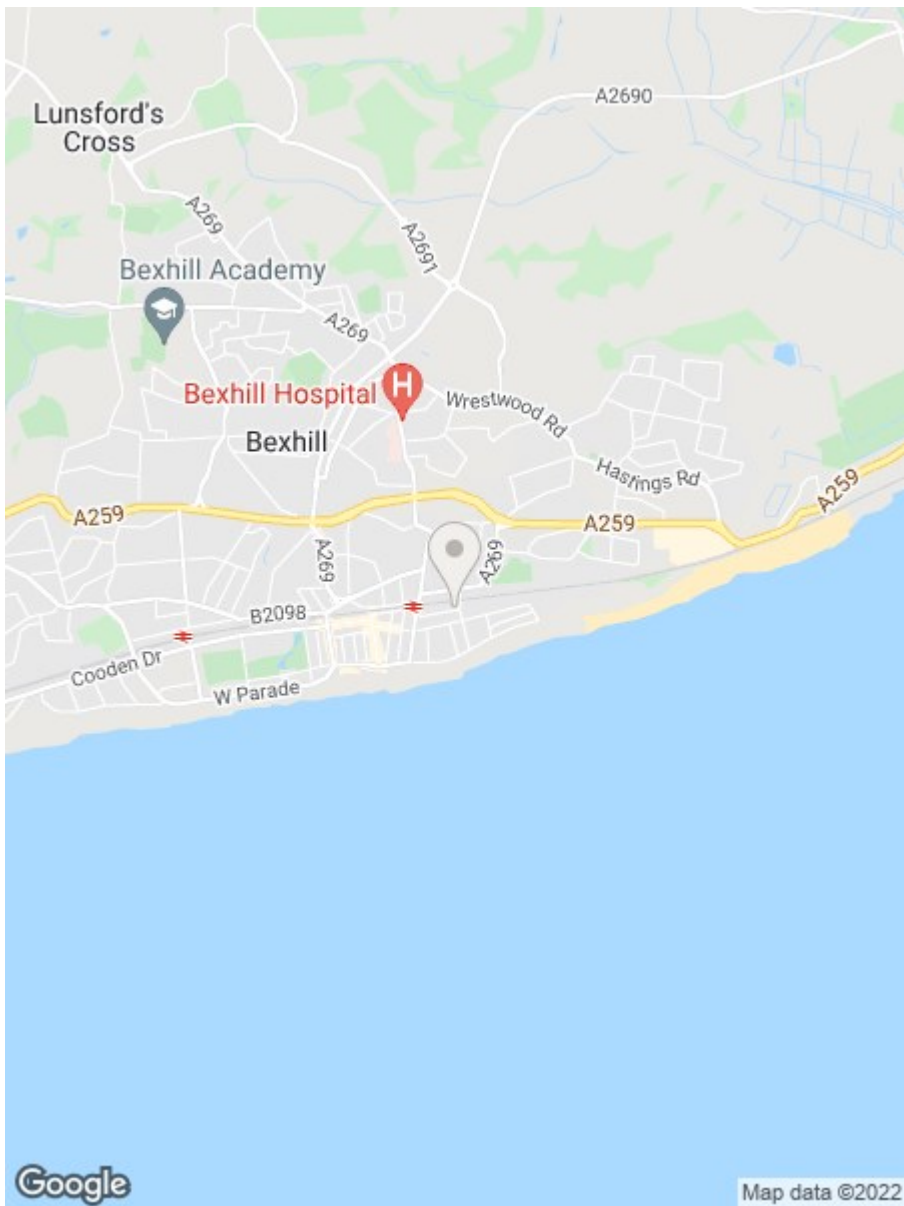 A2690
Lunsford's
Cross
A269
A2691
Bexhill Academy
A269
Bexhill Hospital
H
Wrestwood Rd
Bexhill
Hastings Rd
A259
A259
A259
A269
A269
B2098
Cooden Dr
W Parade
Google
Map data ©2022